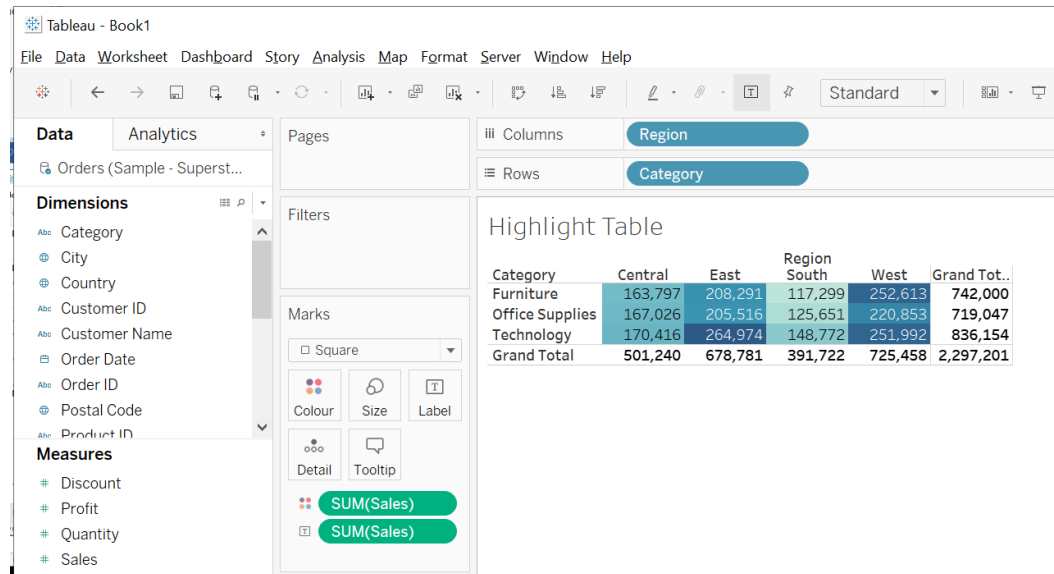 Tableau - Book1
File Data Worksheet Dashboard Story Analysis Map Format Server Window Help
Standard
Data Analytics
Orders (Sample - Superst...
Dimensions
Abc Category
City
Country
Abc Customer ID
Abc Customer Name
Order Date
Abc Order ID
Postal Code
Abc Product ID
Measures
# Discount
# Profit
# Quantity
# Sales
Pages
Filters
Marks
Square
Colour Size Label
Detail Tooltip
SUM(Sales)
SUM(Sales)
Columns Region
Rows Category
Highlight Table
Region
Category Central East South West Grand Tot..
Furniture 163,797 208,291 117,299 252,613 742,000
Office Supplies 167,026 205,516 125,651 220,853 719,047
Technology 170,416 264,974 148,772 251,992 836,154
Grand Total 501,240 678,781 391,722 725,458 2,297,201